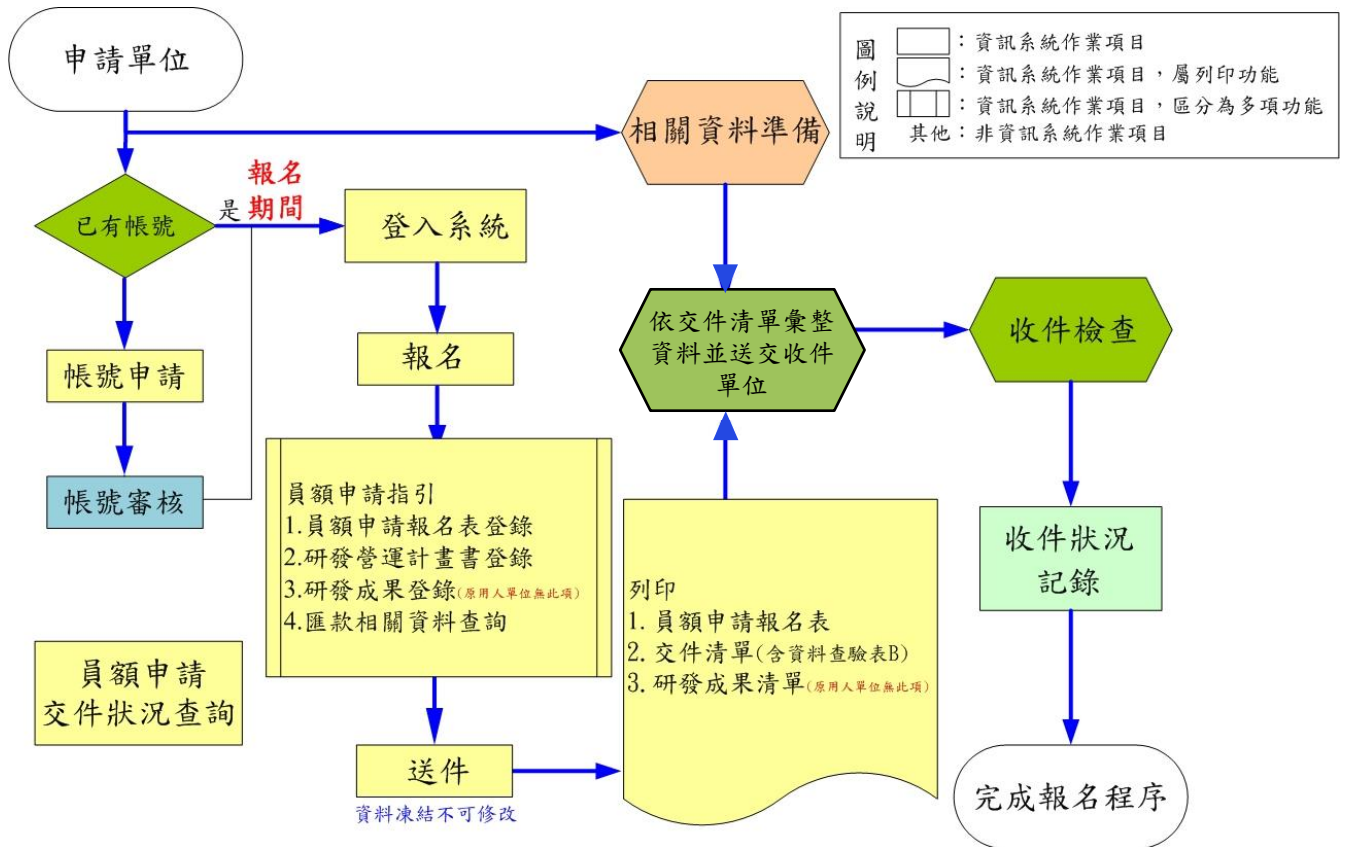 申請單位
圖例說明
：資訊系統作業項目
：資訊系統作業項目，屬列印功能
：資訊系統作業項目，區分為多項功能
其他：非資訊系統作業項目
相關資料準備
已有帳號
是
報名
期間
登入系統
報名
帳號申請
帳號審核
依交件清單彙整
資料並送交收件
單位
收件檢查
員額申請指引
1.員額申請報名表登錄
2.研發營運計畫書登錄
3.研發成果登錄(原用人單位無此項)
4.匯款相關資料查詢
收件狀況
記錄
列印
1. 員額申請報名表
2. 交件清單(含資料查驗表B)
3. 研發成果清單(原用人單位無此項)
員額申請
交件狀況查詢
送件
資料凍結不可修改
完成報名程序